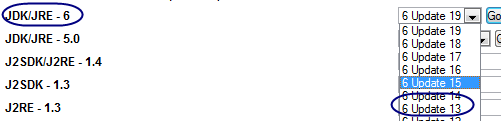 JDK/JRE - 6
6 Update 19
Go
JDK/JRE - 5.0
6 Update 19
6 Update 18
J2SDK/J2RE - 1.4
6 Update 17
6 Update 16
J2SDK - 1.3
6 Update 15
6 Update 14
J2RE - 1.3
6 Update 13